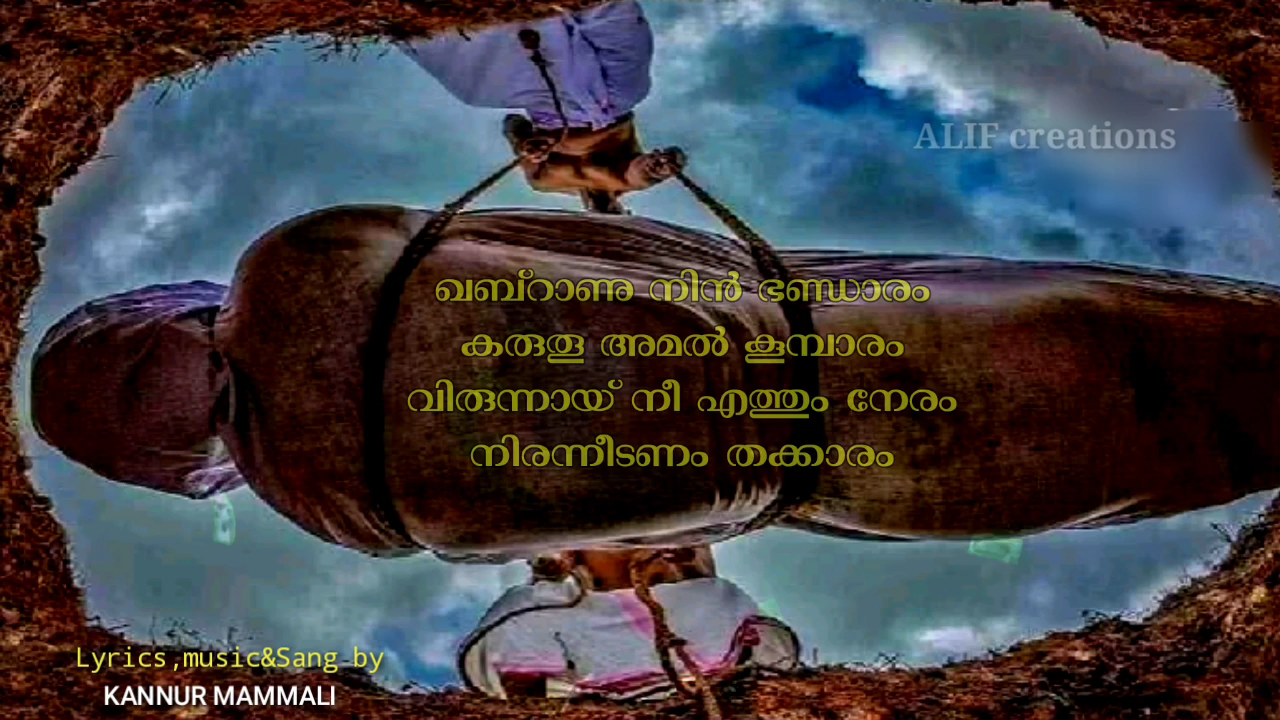 ALIF creations
ഖബ്റാണു നിൻ ഭണ്ഡാരം
കരുതൂ അമൽ കൂമ്പാരം
വിരുന്നായ് നീ എത്തും നേരം
നിരന്നീടണം തക്കാരം
Lyrics,music&Sang by
KANNUR MAMMALI